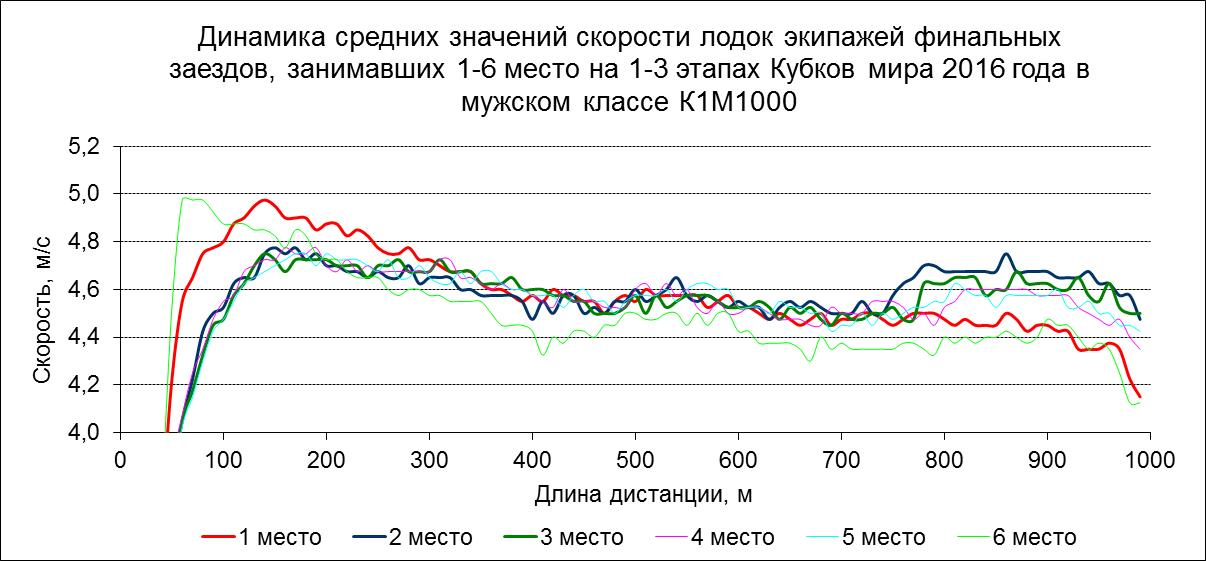 Динамика средних значений скорости лодок экипажей финальных
заездов, занимавших 1-6 место на 1-3 этапах Кубков мира 2016 года в
мужском классе К1М1000
Скорость, м/с
5,2
5,0
4,8
4,6
4,4
4,2
4,0
0 100 200 300 400 500 600 700 800 900 1000
Длина дистанции, м
1 место 2 место 3 место 4 место 5 место 6 место